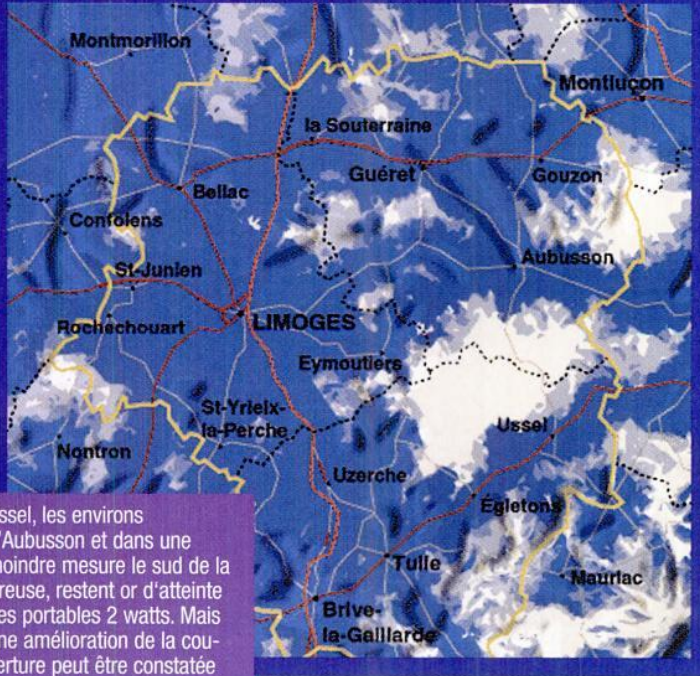 Montmorillon
Montluçon
la Souterraine
Guéret
Gouzon
Bellac
Confolens
Aubusson
St-Junien
LIMOGES
Rochechouart
Eymoutiers
St-Yrieix-
la-Perche
Ussel
Nontron
Uzerche
Égletons
Tulle
Mauriac
Brive-
la-Gaillarde
ssel, les environs
'Aubusson et dans une
oindre mesure le sud de la
reuse, restent or d'atteinte
es portables 2 watts. Mais
ne amélioration de la cou-
erture peut être constatée